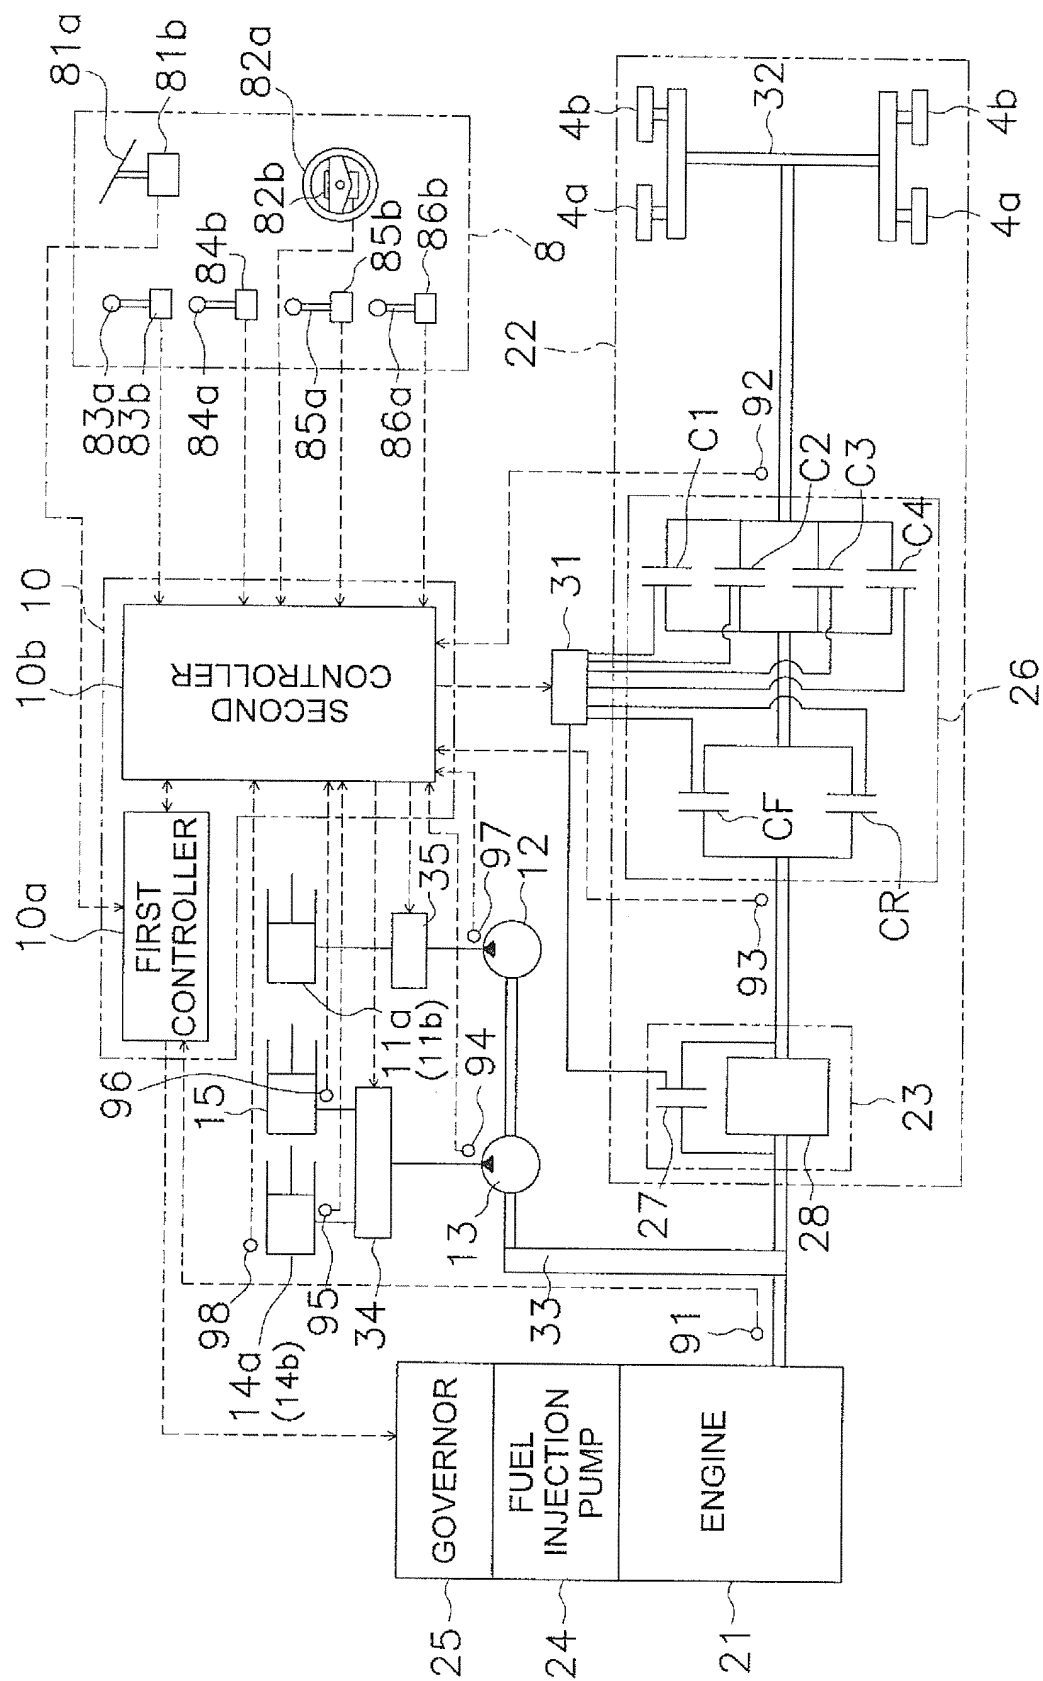 81a
81b
82a
82b
83a
83b
84a
84b
85a
85b
86a
86b
8
10
10b
10a
SECOND
CONTROLLER
FIRST
CONTROLLER
96
15
98
14a
(14b)
95
34
11a
(11b)
35
97
12
94
13
33
91
31
92
93
22
4b
4a
32
4b
4a
C1
C2
C3
C4
26
CF
CR
27
28
23
GOVERNOR
FUEL
INJECTION
PUMP
ENGINE
25
24
21